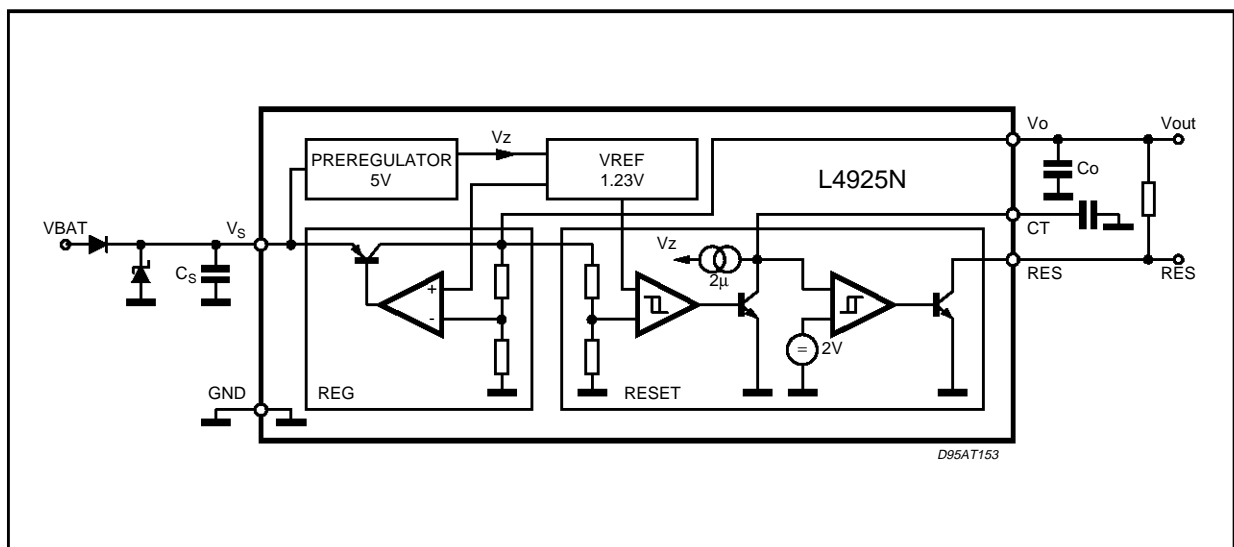 Vo
Vout
Vz
PREREGULATOR
5V
VREF
1.23V
L4925N
Co
CT
VBAT
VS
CS
Vz
2µ
RES
RES
+
-
=
2V
GND
REG
RESET
D95AT153